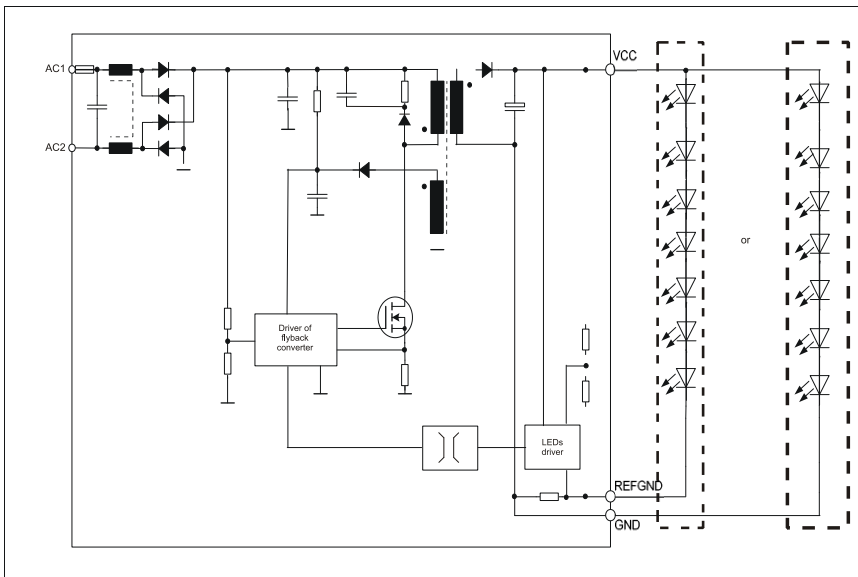 AC1
AC2
VCC
or
Driver of
flyback
converter
LEDs
driver
REFGND
GND